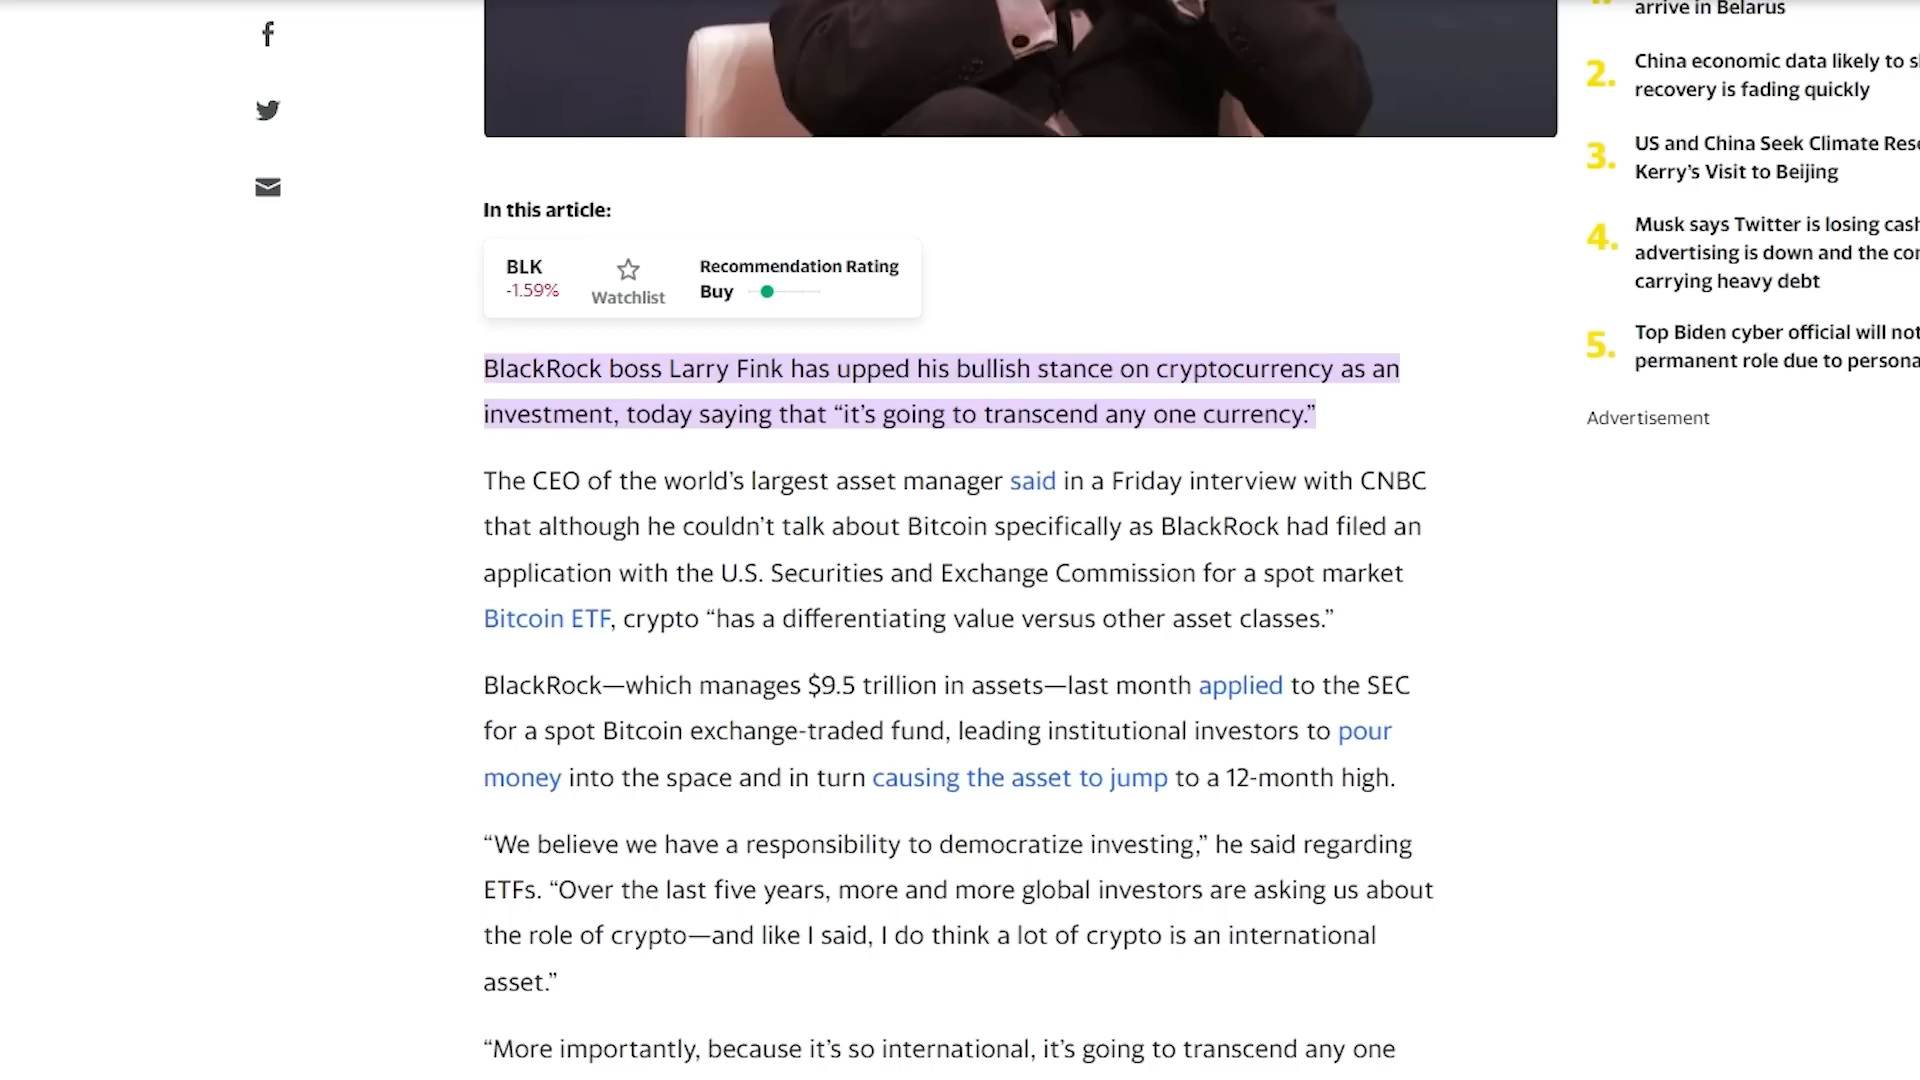 In this article:
BLK
-1.59%
Watchlist
Recommendation Rating
Buy
BlackRock boss Larry Fink has upped his bullish stance on cryptocurrency as an
investment, today saying that “it’s going to transcend any one currency.”
The CEO of the world’s largest asset manager said in a Friday interview with CNBC
that although he couldn’t talk about Bitcoin specifically as BlackRock had filed an
application with the U.S. Securities and Exchange Commission for a spot market
Bitcoin ETF, crypto “has a differentiating value versus other asset classes.”
BlackRock—which manages $9.5 trillion in assets—last month applied to the SEC
for a spot Bitcoin exchange-traded fund, leading institutional investors to pour
money into the space and in turn causing the asset to jump to a 12-month high.
“We believe we have a responsibility to democratize investing,” he said regarding
ETFs. “Over the last five years, more and more global investors are asking us about
the role of crypto—and like I said, I do think a lot of crypto is an international
asset.”
“More importantly, because it’s so international, it’s going to transcend any one
arrive in Belarus
2. China economic data likely to
recovery is fading quickly
3. US and China Seek Climate
Kerry’s Visit to Beijing
4. Musk says Twitter is losing
advertising is down and the
carrying heavy debt
5. Top Biden cyber official will not
permanent role due to
Advertisement